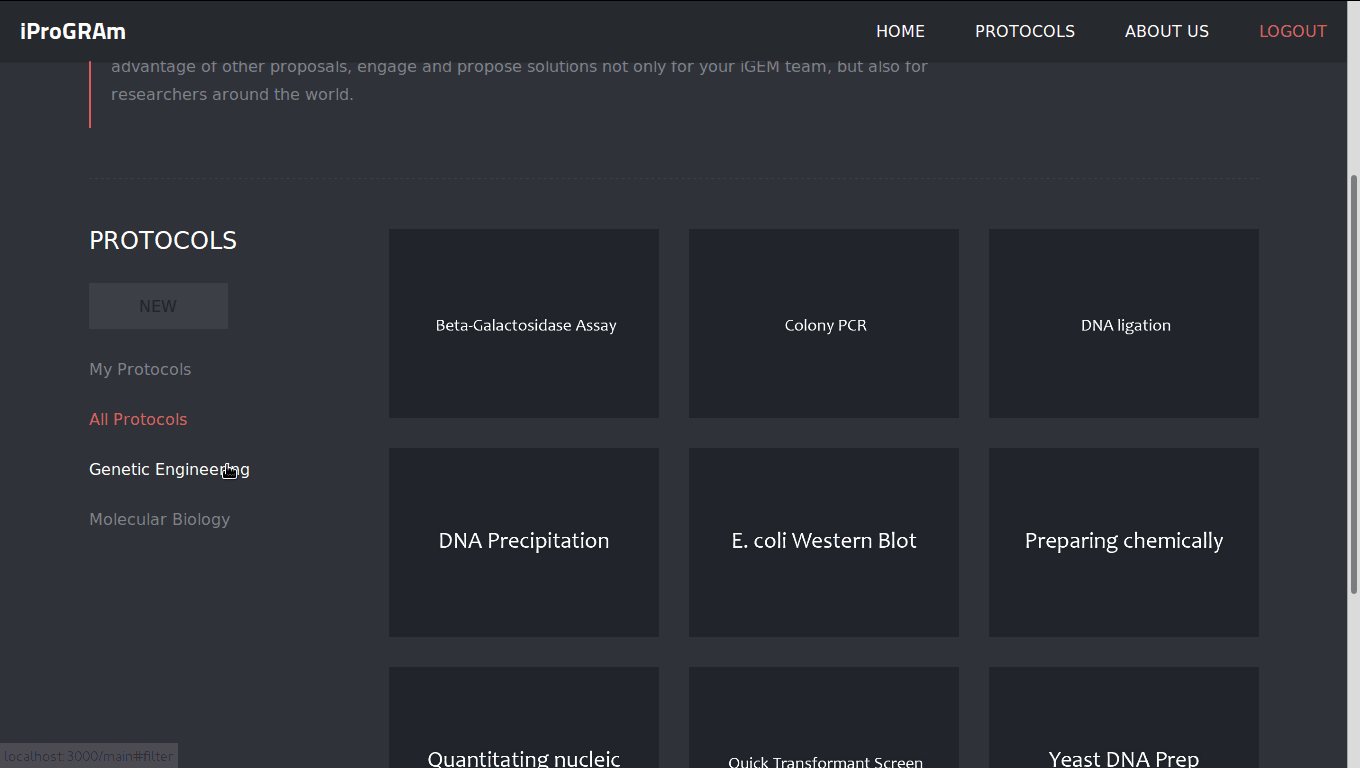 iProGRAm
HOME
PROTOCOLS
ABOUT US
LOGOUT
advantage of other proposals, engage and propose solutions not only for your iGEM team, but also for
researchers around the world.
PROTOCOLS
NEW
My Protocols
All Protocols
Genetic Engineering
Molecular Biology
Beta-Galactosidase Assay
Colony PCR
DNA ligation
DNA Precipitation
E. coli Western Blot
Preparing chemically
Quantitating nucleic
Quick Transformant Screen
Yeast DNA Prep
localhost:3000/main#filter